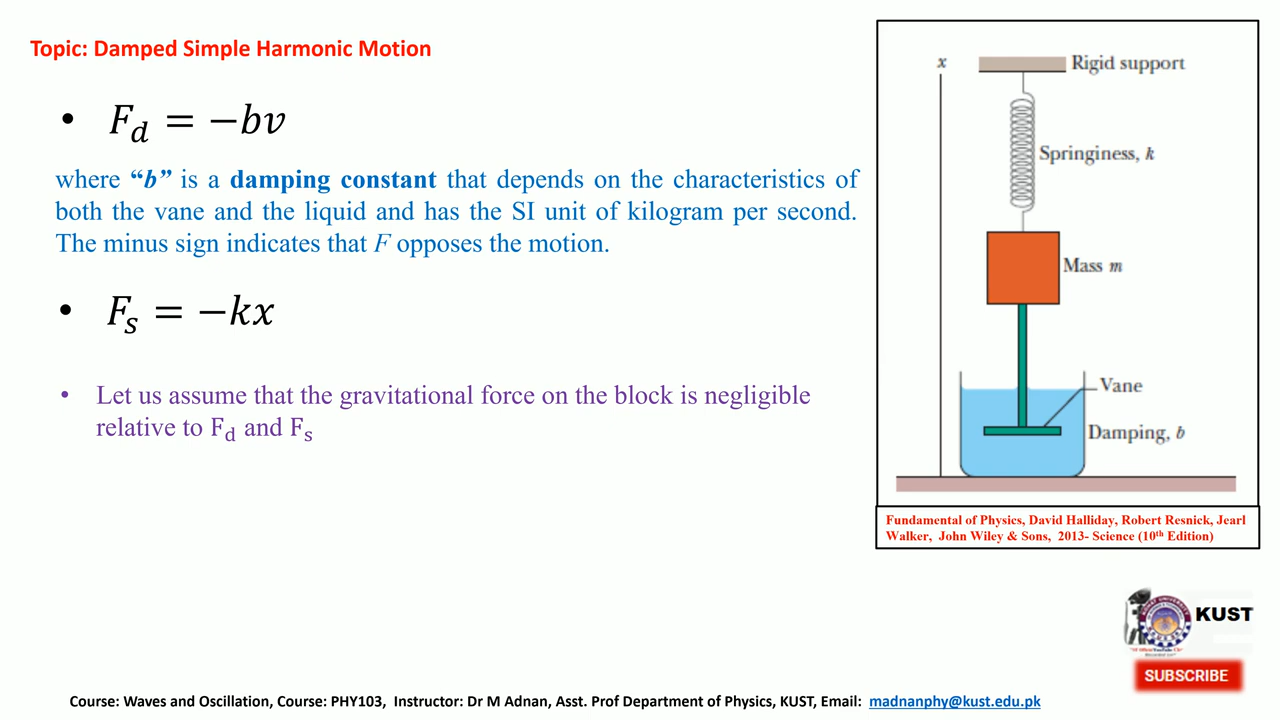 Topic: Damped Simple Harmonic Motion
• F_d = −bv
where “b” is a damping constant that depends on the characteristics of
both the vane and the liquid and has the SI unit of kilogram per second.
The minus sign indicates that F opposes the motion.
• F_s = −kx
• Let us assume that the gravitational force on the block is negligible
relative to F_d and F_s
x
Rigid support
Springiness, k
Mass m
Vane
Damping, b
Fundamental of Physics, David Halliday, Robert Resnick, Jearl
Walker, John Wiley & Sons, 2013- Science (10th Edition)
KUST
SUBSCRIBE
Course: Waves and Oscillation, Course: PHY103, Instructor: Dr M Adnan, Asst. Prof Department of Physics, KUST, Email: madnanphy@kust.edu.pk